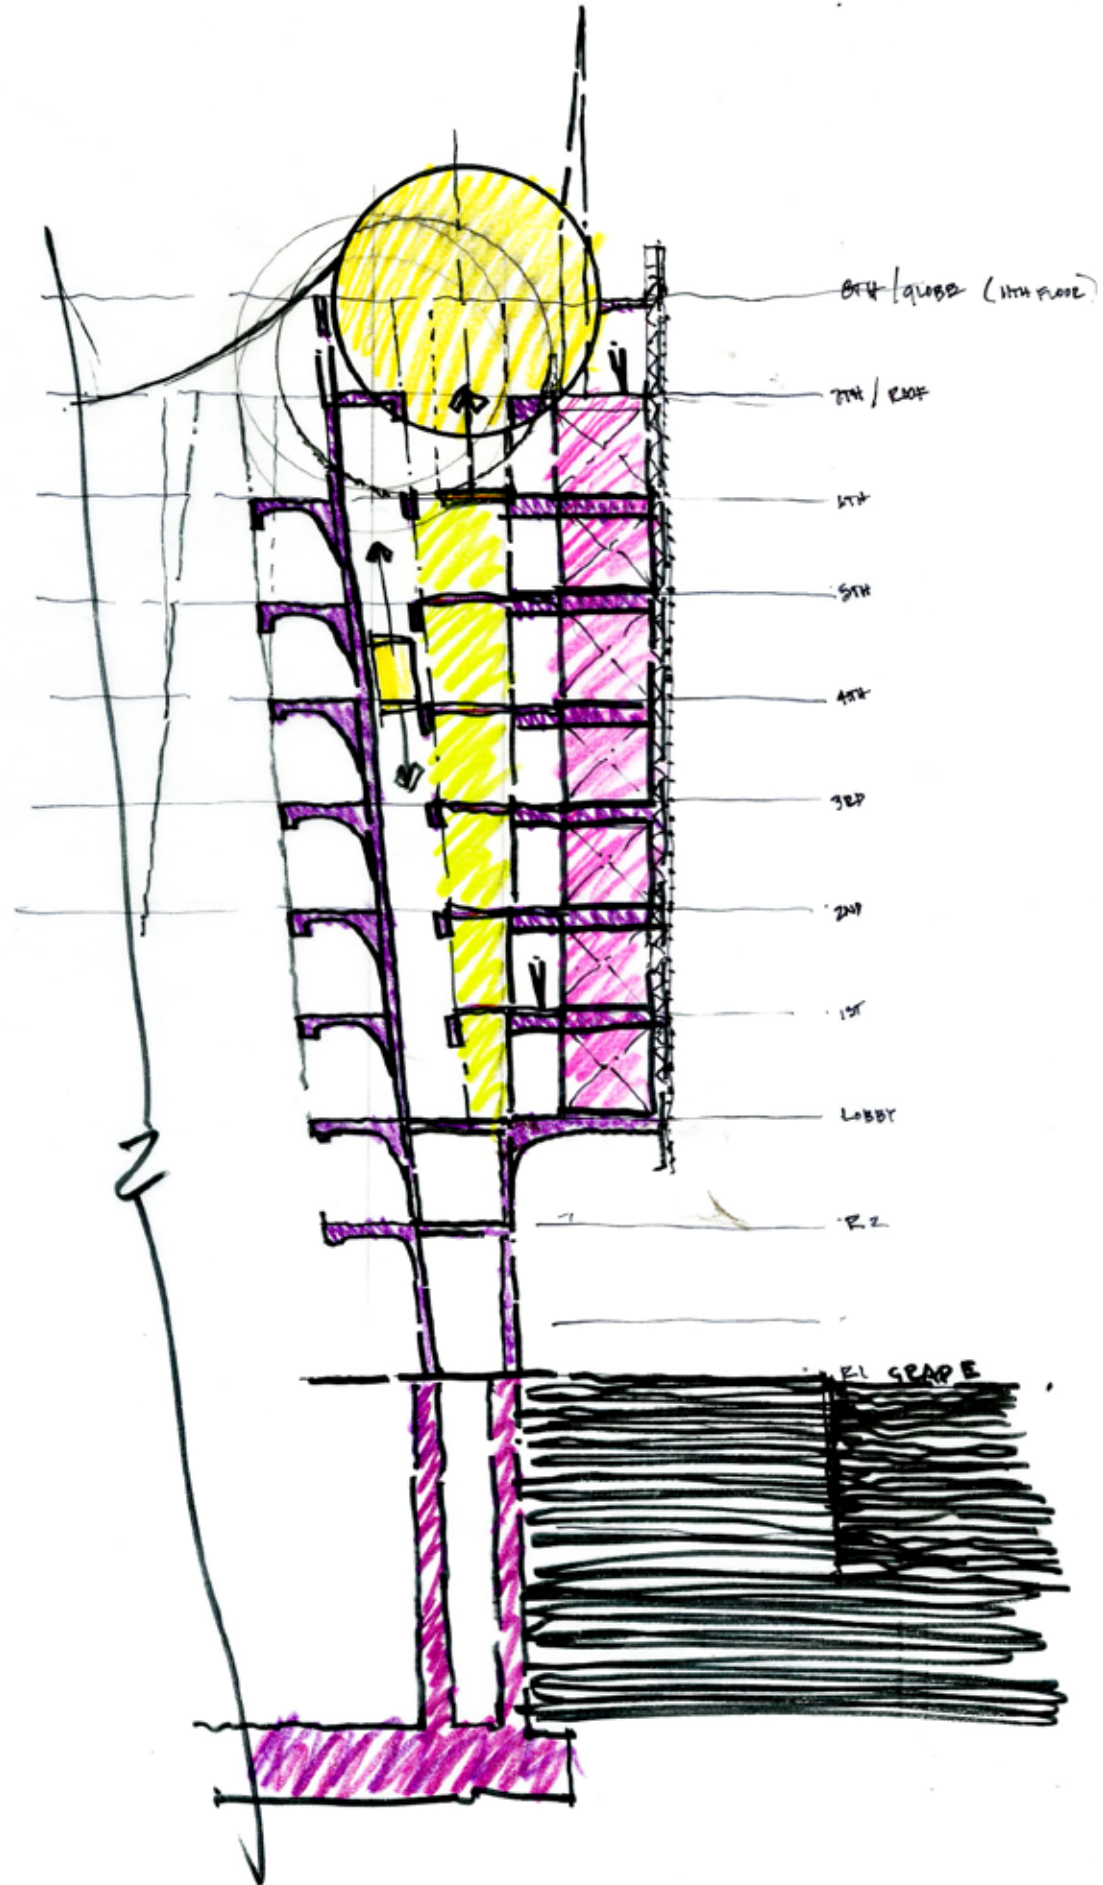 8TH / GLOBE (11TH FLOOR)
7TH / ROOF
6TH
5TH
4TH
3RD
2ND
1ST
LOBBY
R2
R1 GRADE